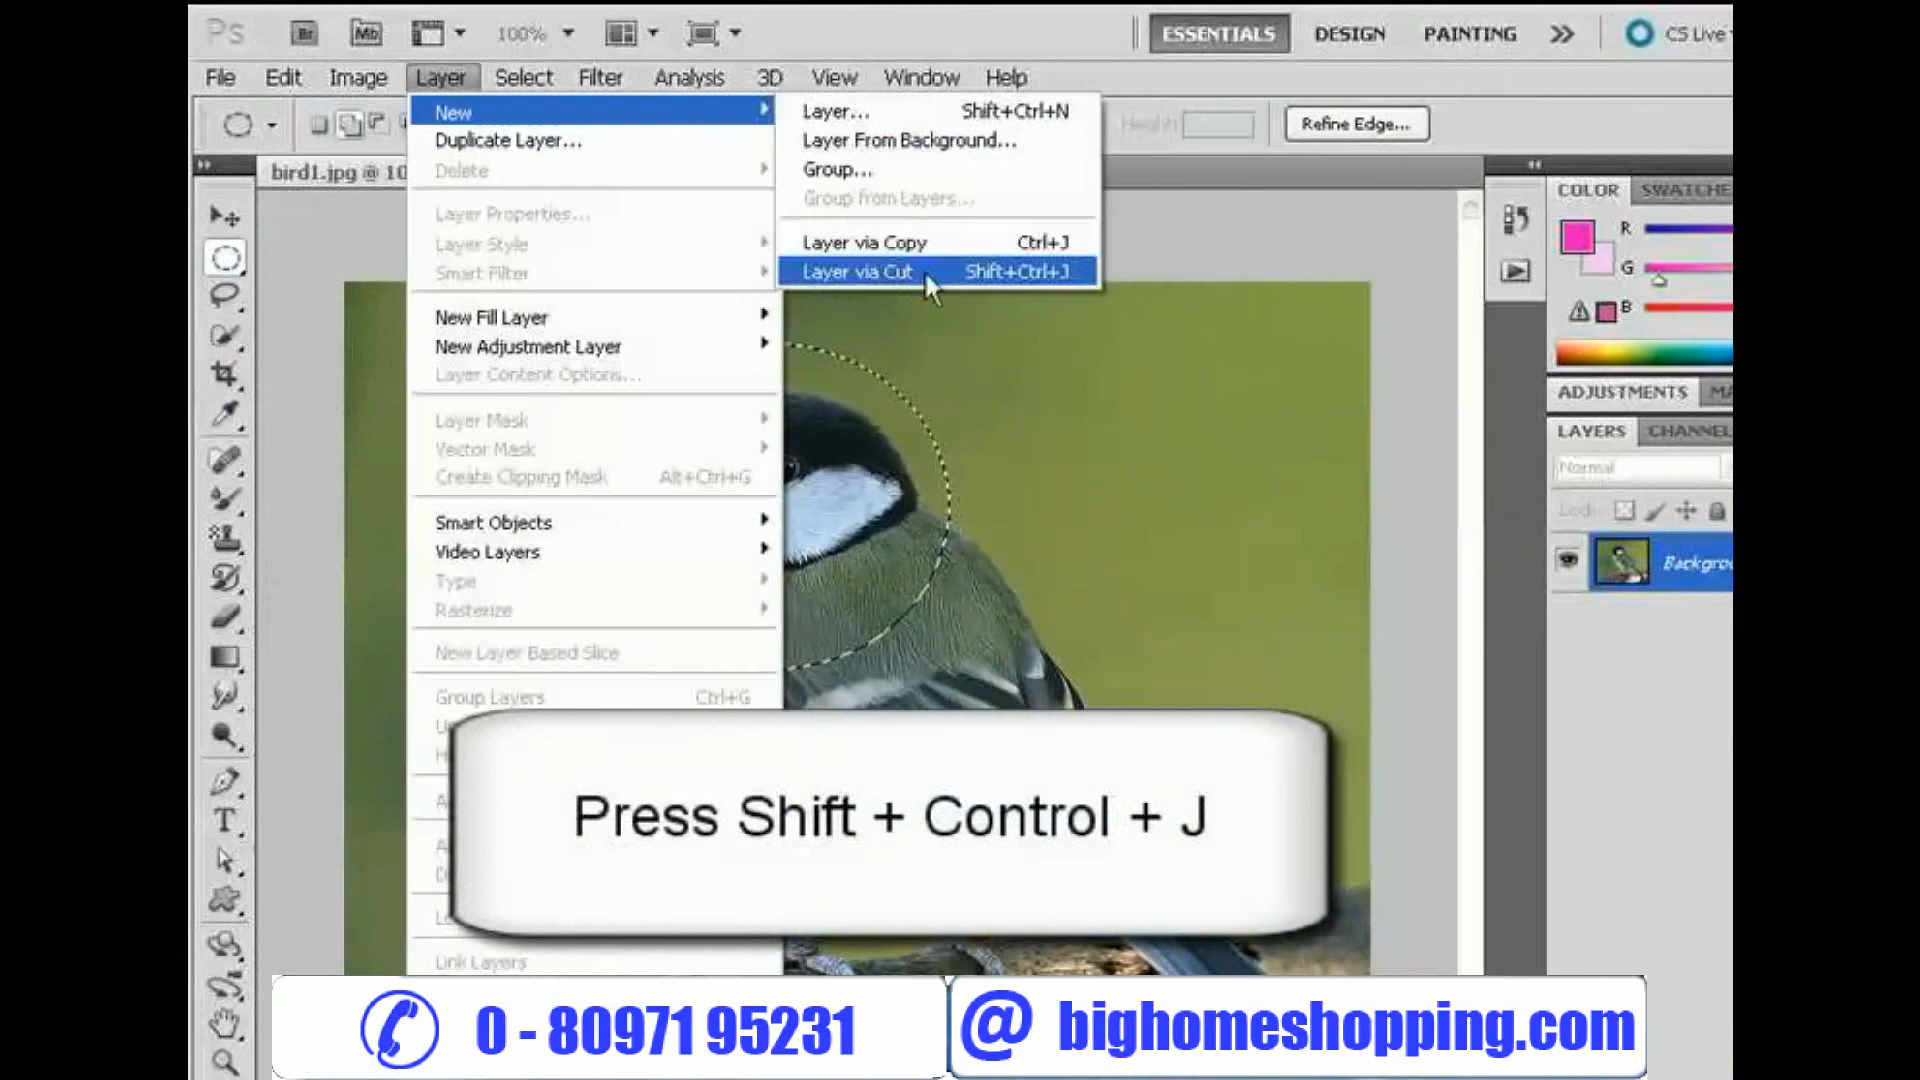 Ps Br Mb 100% ESSENTIALS DESIGN PAINTING CS Live
File Edit Image Layer Select Filter Analysis 3D View Window Help
New
Layer... Shift+Ctrl+N
Height: Refine Edge...
Duplicate Layer...
Layer From Background...
Delete
Group...
bird1.jpg @ 10
COLOR SWATCHES
Group from Layers...
Layer Properties...
R
Layer Style
Layer via Copy Ctrl+J
Smart Filter
Layer via Cut Shift+Ctrl+J
G
B
New Fill Layer
New Adjustment Layer
Layer Content Options...
ADJUSTMENTS MA
Layer Mask
LAYERS CHANNEL
Vector Mask
Normal
Create Clipping Mask Alt+Ctrl+G
Lock:
Smart Objects
Video Layers
Backgrou
Type
Rasterize
New Layer Based Slice
Group Layers Ctrl+G
Press Shift + Control + J
T
Link Layers
0 - 80971 95231
@ bighomeshopping.com